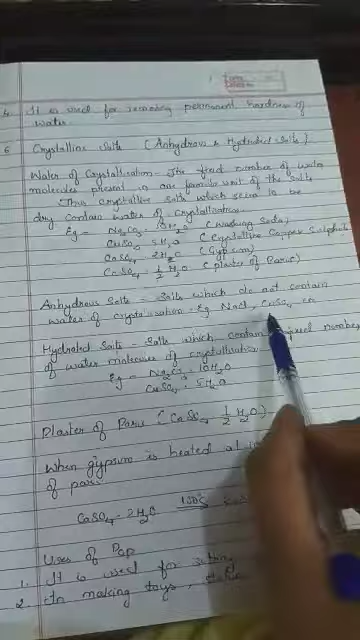 5. It is used for removing permanent hardness of
water.
6 Crystalline Salts (Anhydrous & Hydrated Salts)
Water of Crystallisation - The fixed number of water
molecules present in one formula unit of the salt,
Thus crystalline salts which seem to be
dry contain water of crystallisation
Eg - Na2CO3 · 10H2O (Washing Soda)
CuSO4 5H2O (Crystalline Copper Sulphate
CaSO4 2H2O (Gypsum)
CaSO4 · 1/2 H2O (plaster of Paris)
Anhydrous Salts - Salts which do not contain
water of crystallisation - Eg NaCl, CuSO4
Hydrated Salts - Salts which contain fixed number
of water molecules of crystallisation
Eg - Na2CO3 · 10H2O
CuSO4 · 5H2O
Plaster of Paris (CaSO4 1/2 H2O)
When gypsum is heated
of paris
CaSO4 · 2H2O 100°C
Uses of Pop
1. It is used for
2. In making toys,